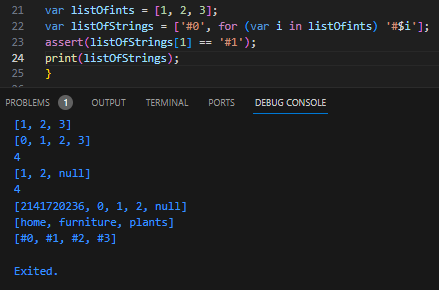 21 var listOfints = [1, 2, 3];
22 var listOfStrings = ['#0', for (var i in listOfints) '#$i'];
23 assert(listOfStrings[1] == '#1');
24 print(listOfStrings);
25 }
PROBLEMS 1 OUTPUT TERMINAL PORTS DEBUG CONSOLE
[1, 2, 3]
[0, 1, 2, 3]
4
[1, 2, null]
4
[2141720236, 0, 1, 2, null]
[home, furniture, plants]
[#0, #1, #2, #3]
Exited.